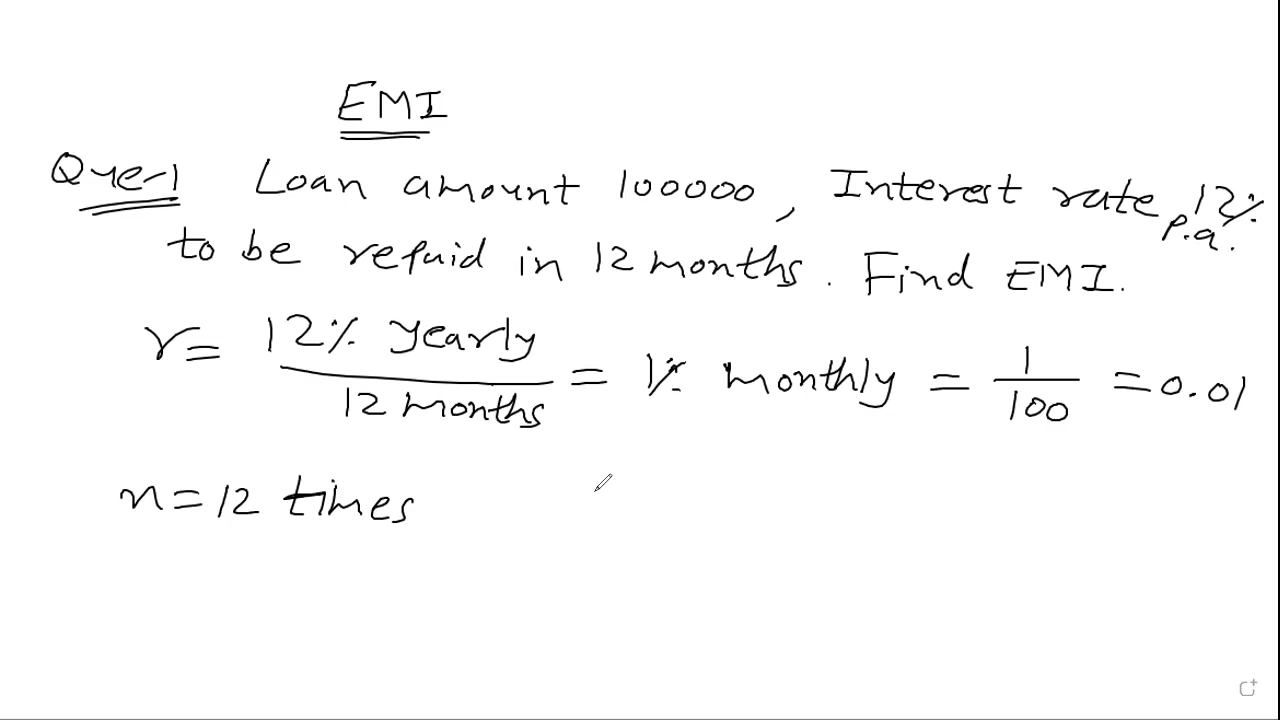 EMI
Que-1 Loan amount 100000, Interest rate 12% p.a.
to be repaid in 12 months. Find EMI.
r = 12% yearly / 12 months = 1% monthly = 1/100 = 0.01
n = 12 times